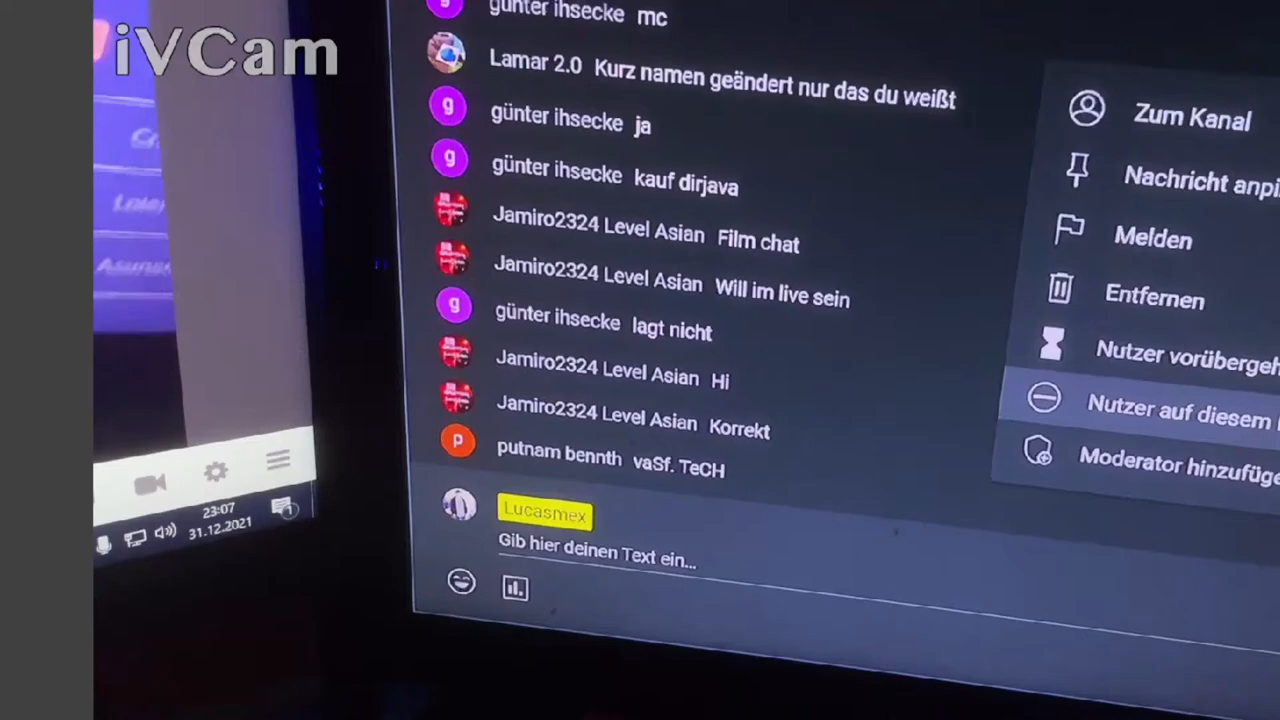 iVCam
günter ihsecke mc
Lamar 2.0 Kurz namen geändert nur das du weißt
günter ihsecke ja
günter ihsecke kauf dirjava
Jamiro2324 Level Asian Film chat
Jamiro2324 Level Asian Will im live sein
günter ihsecke lagt nicht
Jamiro2324 Level Asian Hi
Jamiro2324 Level Asian Korrekt
putnam bennth vaSf. TeCH
Lucasmex
Gib hier deinen Text ein...
Zum Kanal
Nachricht anpi
Melden
Entfernen
Nutzer vorübergeh
Nutzer auf diesem
Moderator hinzufüge
23:07
31.12.2021
g
g
g
p
1